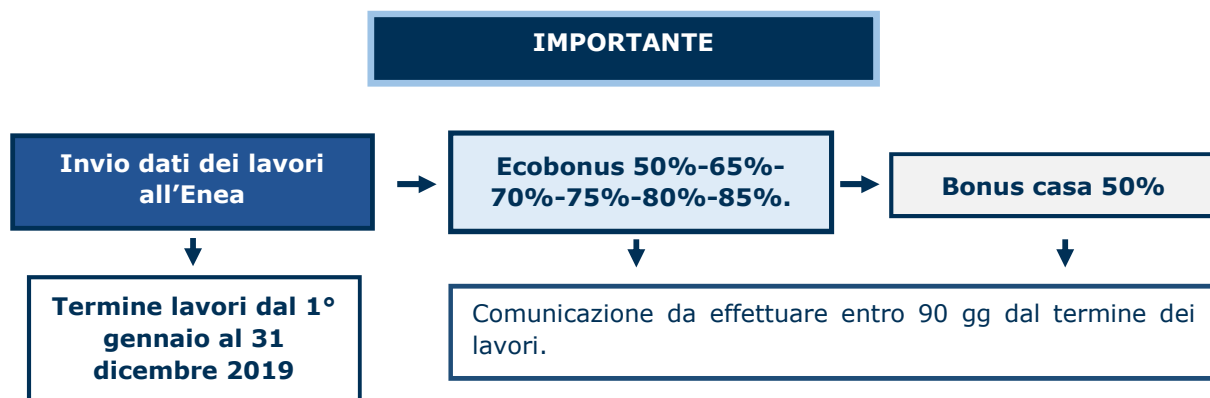 IMPORTANTE
Invio dati dei lavori
all’Enea
Ecobonus 50%-65%-
70%-75%-80%-85%.
Bonus casa 50%
Termine lavori dal 1°
gennaio al 31
dicembre 2019
Comunicazione da effettuare entro 90 gg dal termine dei
lavori.